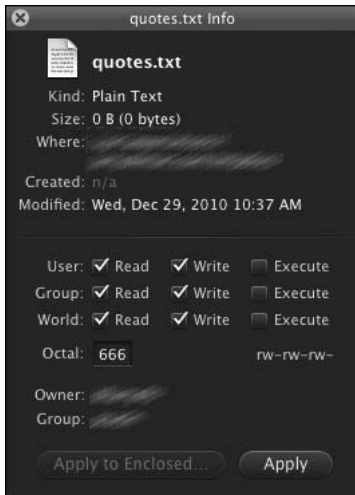 quotes.txt Info
quotes.txt
Kind: Plain Text
Size: 0 B (0 bytes)
Where:
Created: n/a
Modified: Wed, Dec 29, 2010 10:37 AM
User: Read Write Execute
Group: Read Write Execute
World: Read Write Execute
Octal: 666 rw-rw-rw-
Owner:
Group:
Apply to Enclosed... Apply